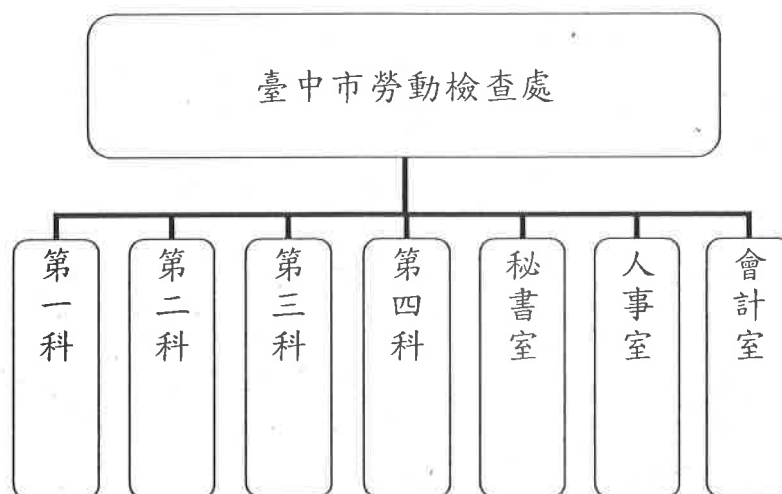 臺中市勞動檢查處
第一科
第二科
第三科
第四科
秘書室
人事室
會計室